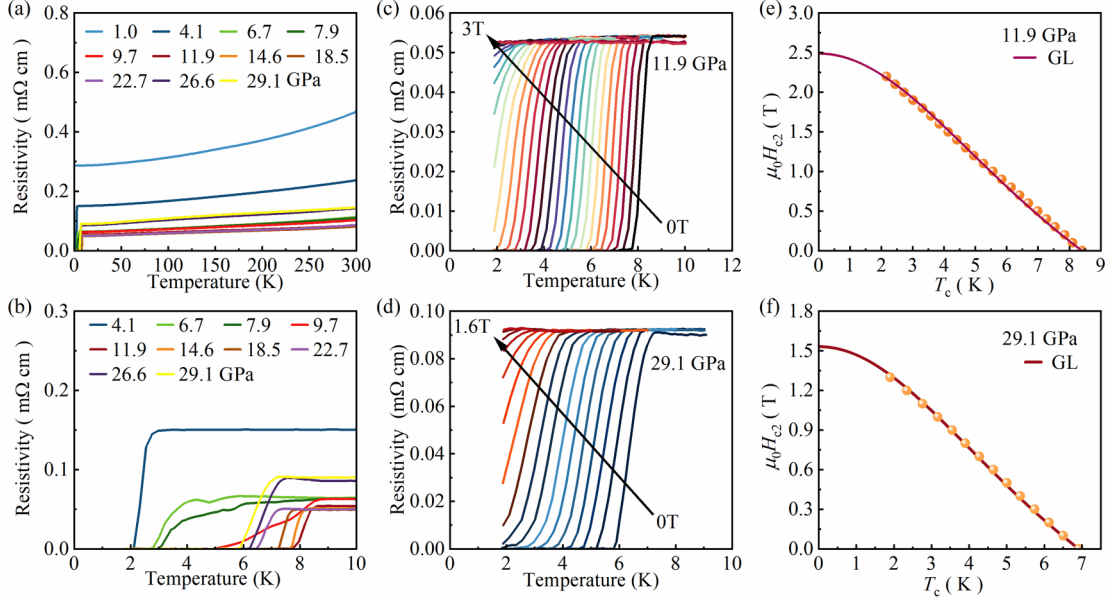 (a)
0.8
0.6
0.4
0.2
0.0
Resistivity ( mΩ cm)
1.0 4.1 6.7 7.9
9.7 11.9 14.6 18.5
22.7 26.6 29.1 GPa
0 50 100 150 200 250 300
Temperature (K)
(c)
0.06
0.05
0.04
0.03
0.02
0.01
0.00
Resistivity ( mΩ cm)
3T
11.9 GPa
0T
0 2 4 6 8 10 12
Temperature (K)
(e)
3.0
2.5
2.0
1.5
1.0
0.5
0.0
μ0Hc2 ( T)
11.9 GPa
GL
0 1 2 3 4 5 6 7 8 9
Tc ( K )
(b)
0.3
0.2
0.1
0.0
Resistivity ( mΩ cm)
4.1 6.7 7.9 9.7
11.9 14.6 18.5 22.7
26.6 29.1 GPa
0 2 4 6 8 10
Temperature (K)
(d)
0.10
0.08
0.06
0.04
0.02
0.00
Resistivity (mΩ cm)
1.6T
29.1 GPa
0T
0 2 4 6 8 10
Temperature (K)
(f)
1.8
1.5
1.2
0.9
0.6
0.3
0.0
μ0Hc2 ( T)
29.1 GPa
GL
0 1 2 3 4 5 6 7
Tc ( K )